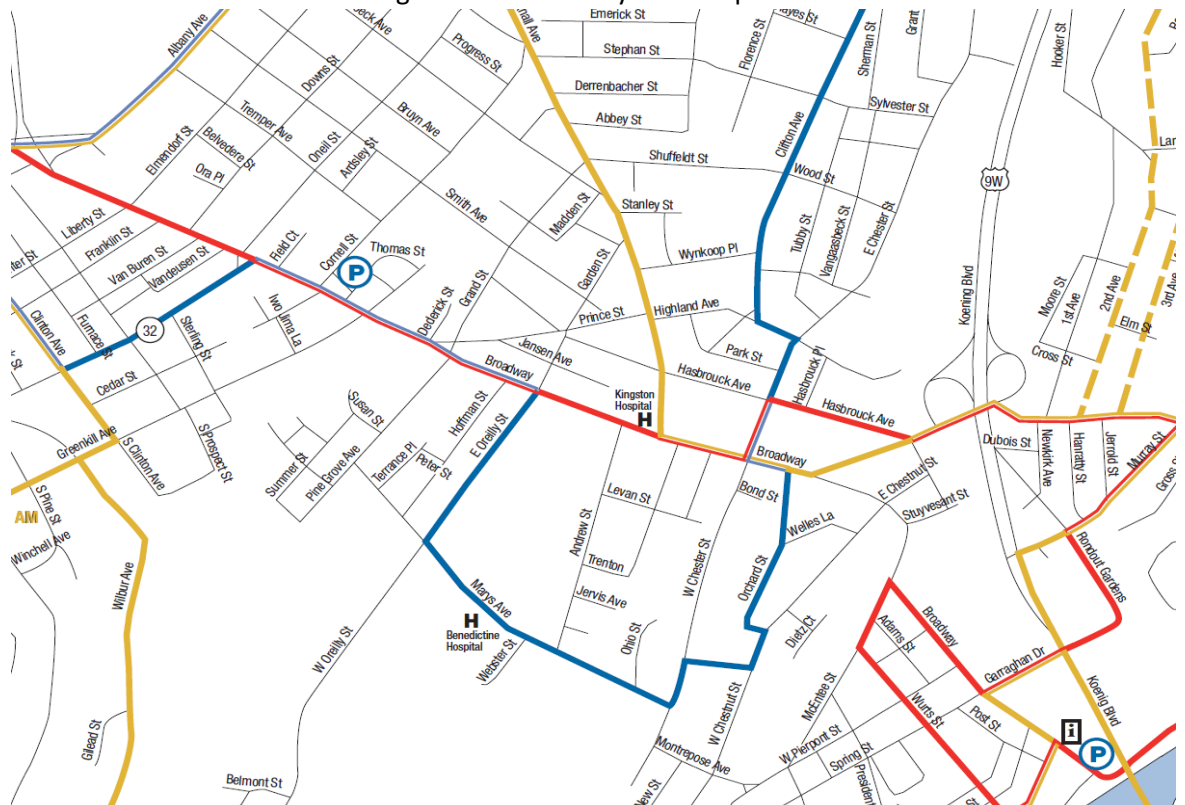 Emerick St
Stephan St
Derrenbacher St
Abbey St
Shuffeldt St
Stanley St
Wynkoop Pl
Highland Ave
Prince St
Park St
Hasbrouck Ave
Hasbrouck Pl
Hasbrouck Ave
Florence St
Sherman St
Grant
Sylvester St
Clifton Ave
Wood St
Tubby St
Vangaasbeck St
E Chester St
9W
Koening Blvd
Hooker St
Moore St
1st Ave
2nd Ave
3rd Ave
Elm St
Cross St
Albany Ave
Downs St
Progress St
Bruyn Ave
Tremper Ave
Elmendorf St
Belvedere St
Ora Pl
Oneil St
Ardsley St
Smith Ave
Madden St
Garden St
Liberty St
Franklin St
Van Buren St
Vandeusen St
Field Ct
Cornell St
Thomas St
P
Dederick St
Grand St
Jansen Ave
Broadway
Clinton Ave
Furnace St
32
Sterling St
Iwo Jima La
Cedar St
Greenkill Ave
S Clinton Ave
S Prospect St
Susan St
Summer St
Pine Grove Ave
Terrance Pl
Peter St
Hoffman St
E Oreilly St
Kingston
Hospital
H
Broadway
Bond St
Levan St
Andrew St
Trenton
Jervis Ave
W Chester St
Orchard St
Welles La
E Chestnut St
Stuyvesant St
Dubois St
Newkirk Ave
Hanratty St
Jerrold St
Murray St
Rondout Gardens
S Pine St
AM
Winchell Ave
Wilbur Ave
Gilead St
Belmont St
W Oreilly St
Marys Ave
H
Benedictine
Hospital
Webster St
Ohio St
Dietz Ct
W Chestnut St
Montrepose Ave
McEntee St
W Pierpont St
Spring St
Adams St
Broadway
Garraghan Dr
Wurts St
Post St
Koenig Blvd
i
P